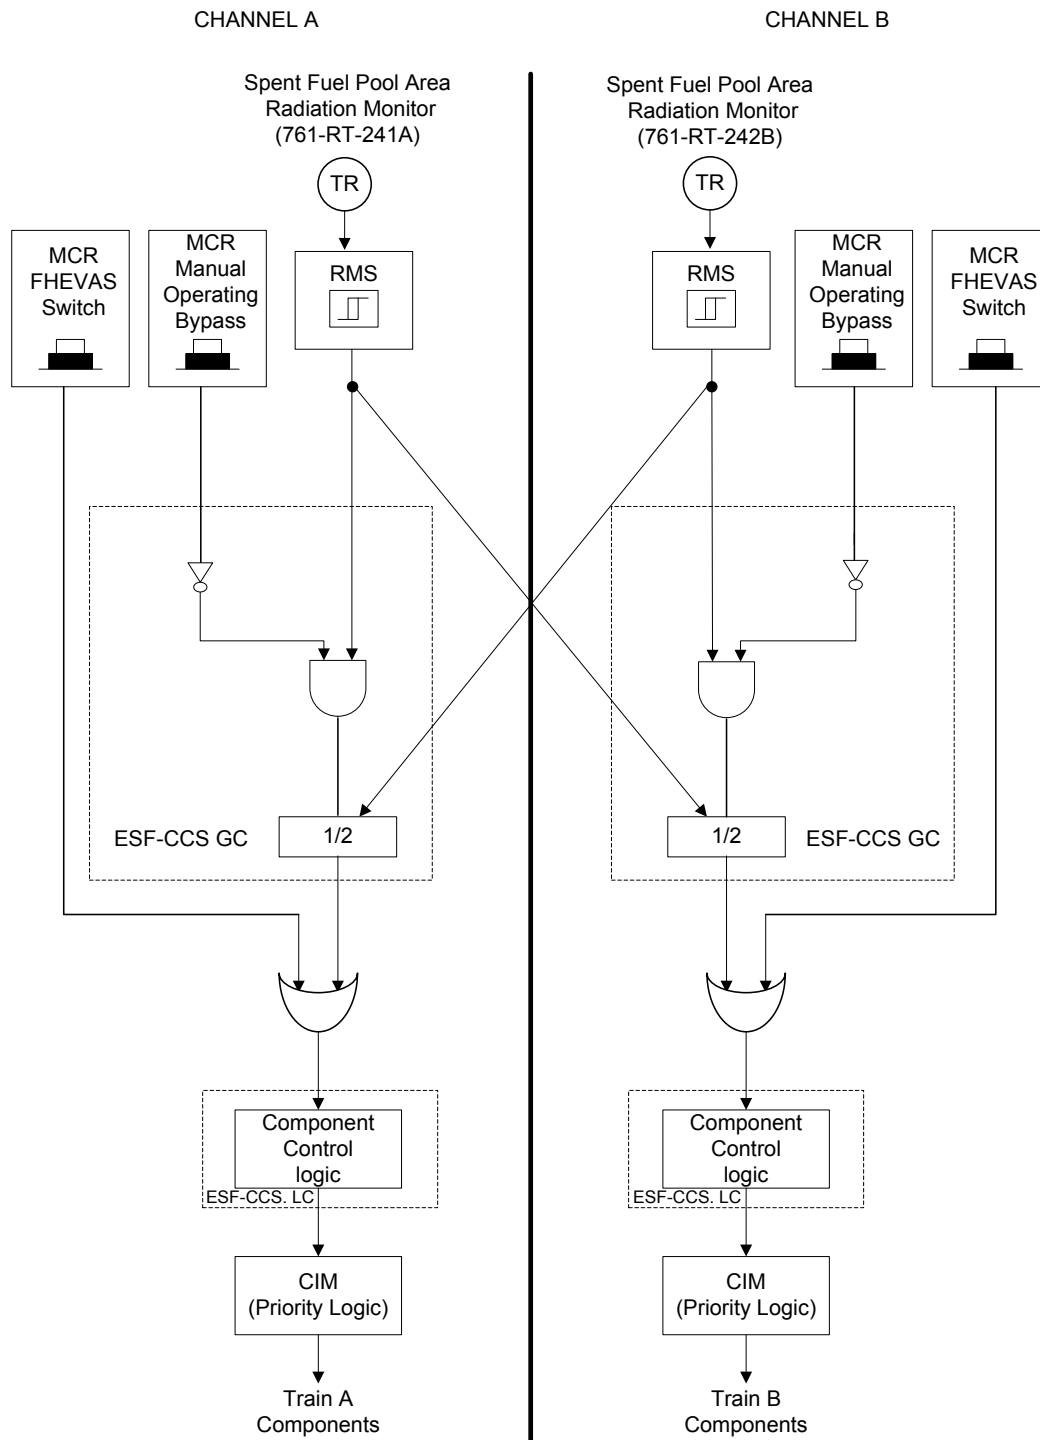 CHANNEL A
CHANNEL B
Spent Fuel Pool Area
Radiation Monitor
(761-RT-241A)
Spent Fuel Pool Area
Radiation Monitor
(761-RT-242B)
TR
TR
MCR
FHEVAS
Switch
MCR
Manual
Operating
Bypass
RMS
RMS
MCR
Manual
Operating
Bypass
MCR
FHEVAS
Switch
ESF-CCS GC
1/2
1/2
ESF-CCS GC
Component
Control
logic
ESF-CCS. LC
Component
Control
logic
ESF-CCS. LC
CIM
(Priority Logic)
CIM
(Priority Logic)
Train A
Components
Train B
Components